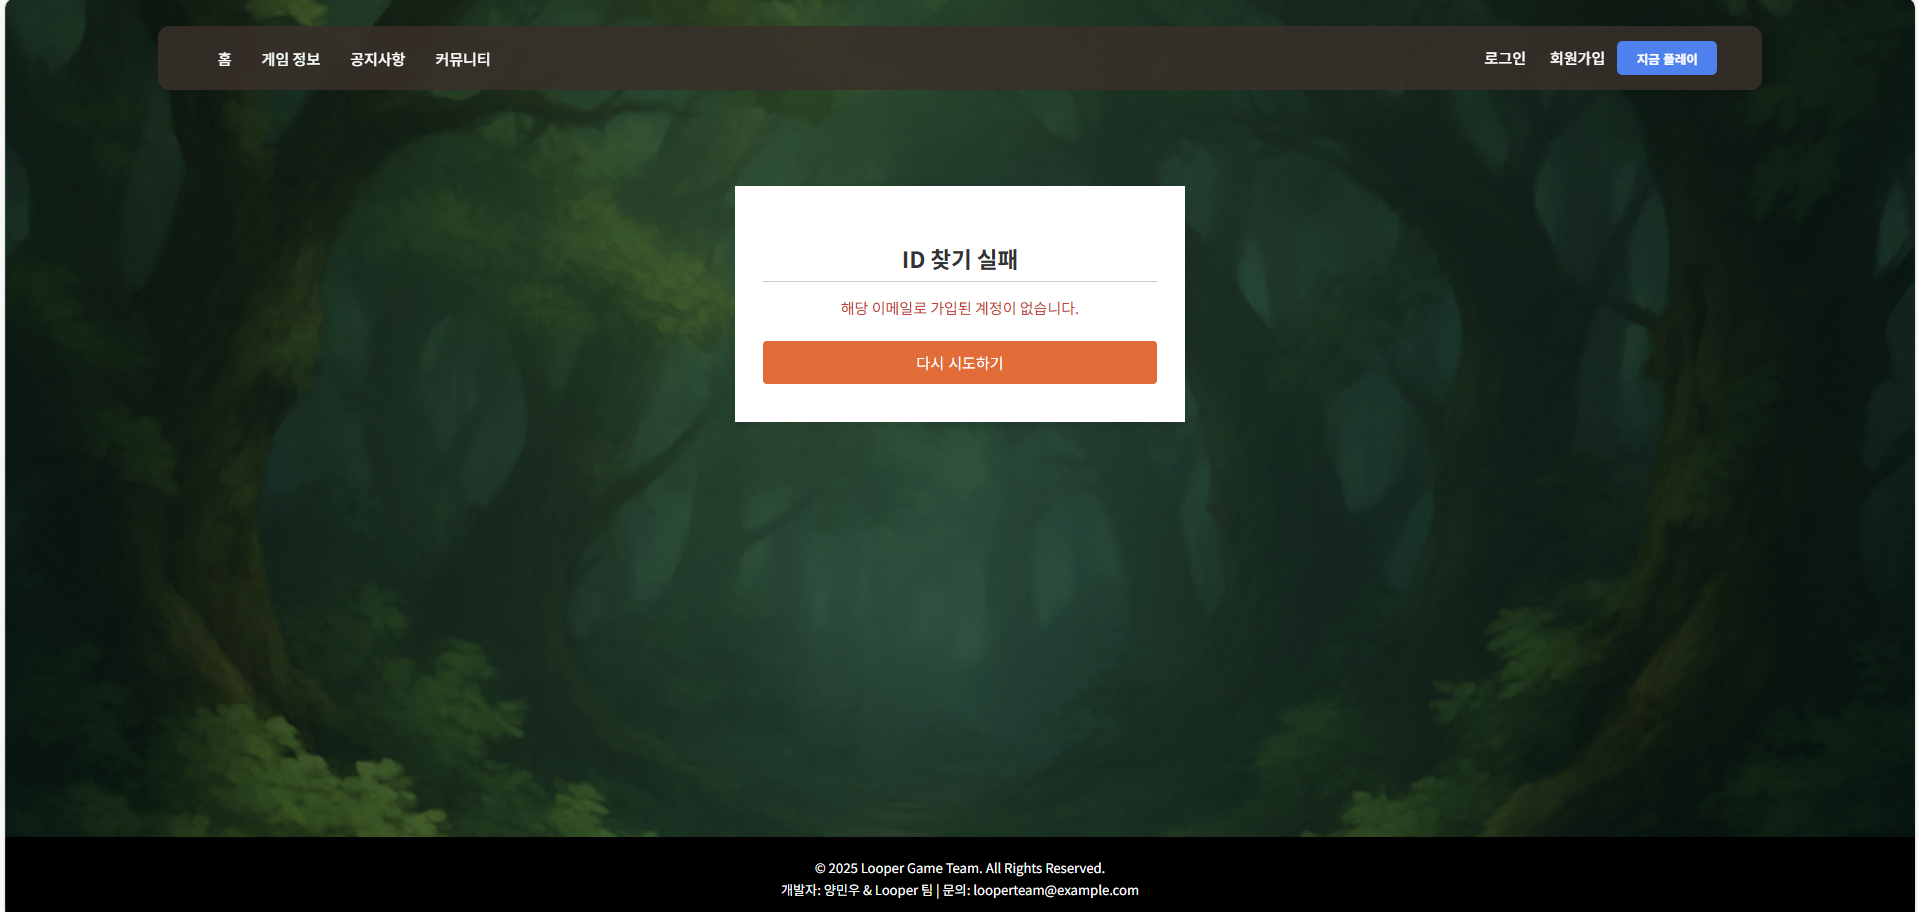 홈 게임 정보 공지사항 커뮤니티 로그인 회원가입 지금 플레이
ID 찾기 실패
해당 이메일로 가입된 계정이 없습니다.
다시 시도하기
© 2025 Looper Game Team. All Rights Reserved.
개발자: 양민우 & Looper 팀 | 문의: looperteam@example.com